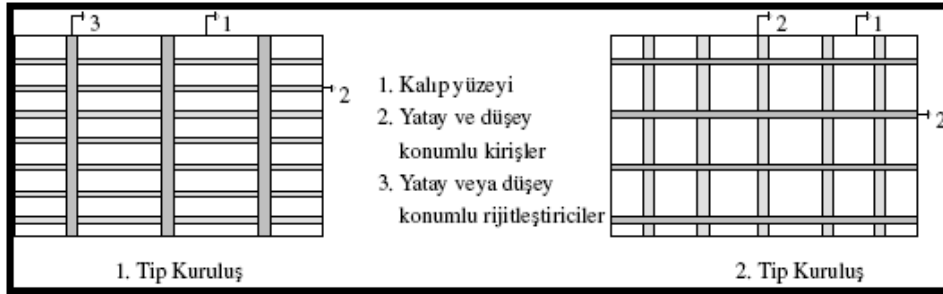 3
1
2
1. Tip Kuruluş
1. Kalıp yüzeyi
2. Yatay ve düşey
konumlu kirişler
3. Yatay veya düşey
konumlu rijitleştiriciler
2
1
2
2. Tip Kuruluş